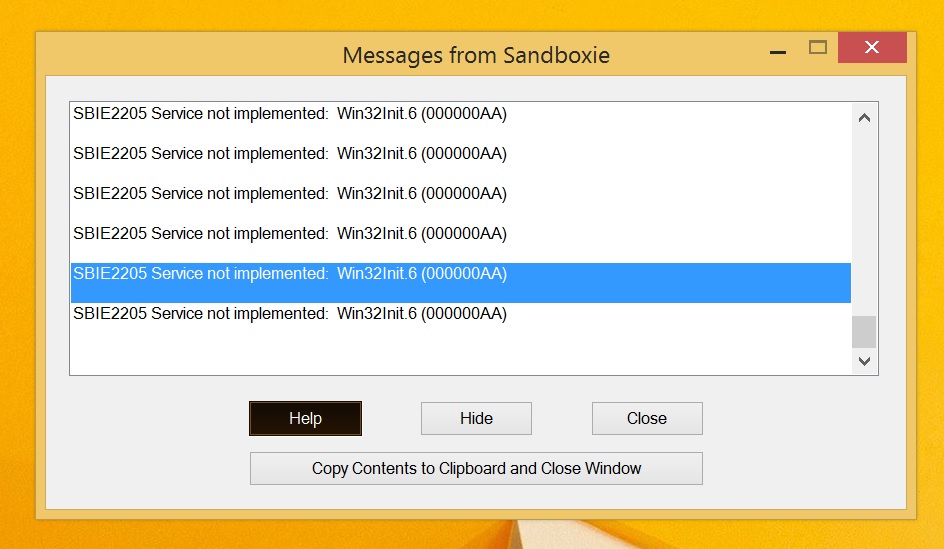 Messages from Sandboxie
SBIE2205 Service not implemented:  Win32Init.6 (000000AA)
SBIE2205 Service not implemented:  Win32Init.6 (000000AA)
SBIE2205 Service not implemented:  Win32Init.6 (000000AA)
SBIE2205 Service not implemented:  Win32Init.6 (000000AA)
SBIE2205 Service not implemented:  Win32Init.6 (000000AA)
SBIE2205 Service not implemented:  Win32Init.6 (000000AA)
Help Hide Close
Copy Contents to Clipboard and Close Window